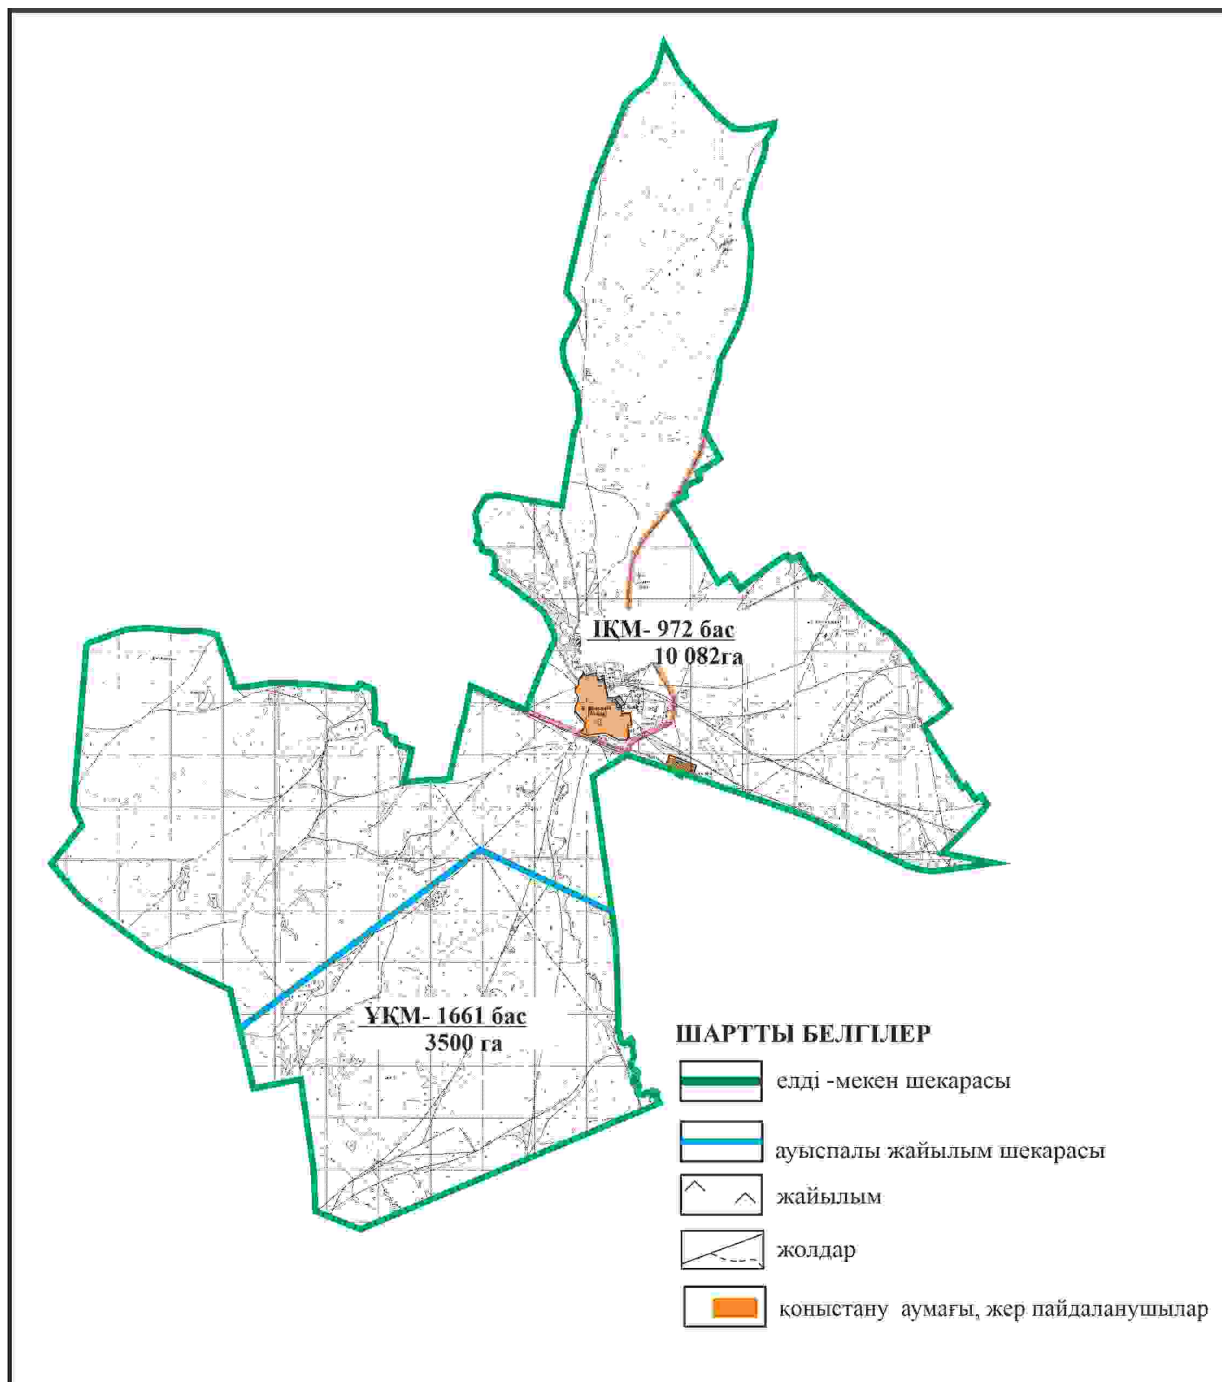 ІҚМ- 972 бас
10 082га
ҰҚМ- 1661 бас
3500 га
ШАРТТЫ БЕЛГІЛЕР
елді -мекен шекарасы
ауыспалы жайылым шекарасы
жайылым
жолдар
қоныстану аумағы, жер пайдаланушылар